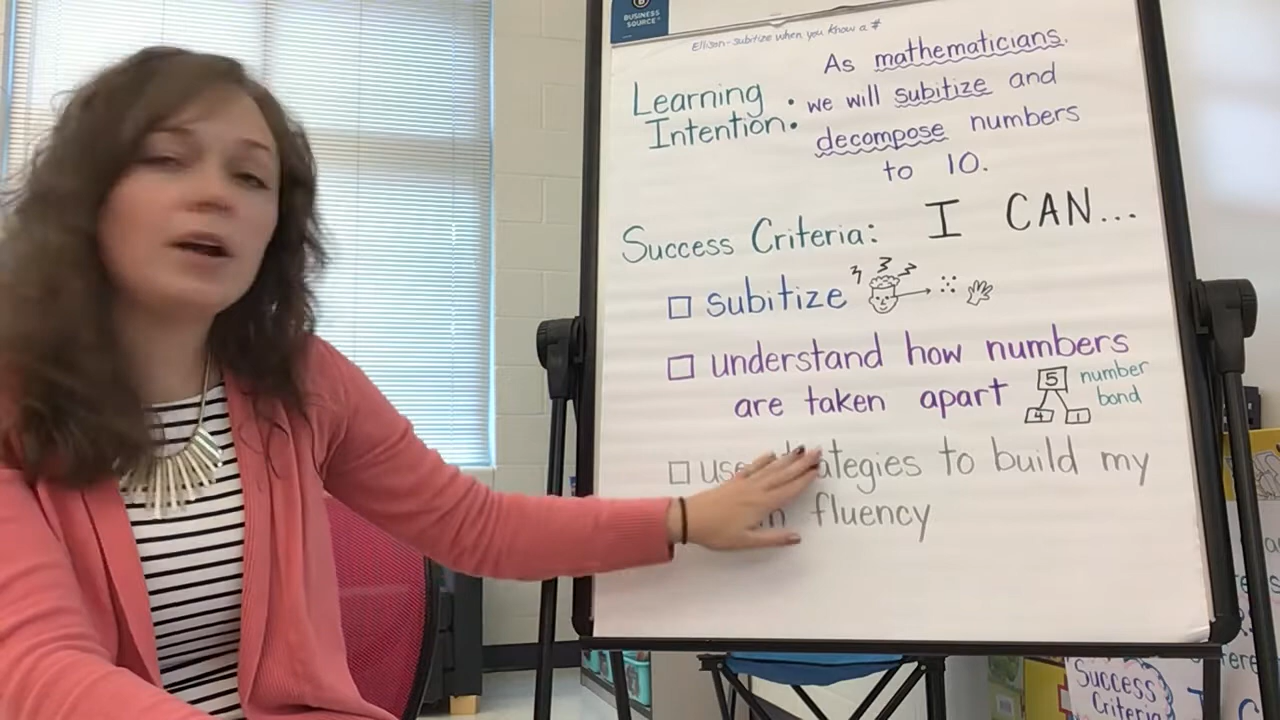 BUSINESS
SOURCE
Ellison-subitize when you know a #
As mathematicians,
Learning Intention: we will subitize and
decompose numbers
to 10.
Success Criteria: I CAN...
subitize
understand how numbers
are taken apart
5
4 1
number
bond
use strategies to build my
fluency
Success
Criteria